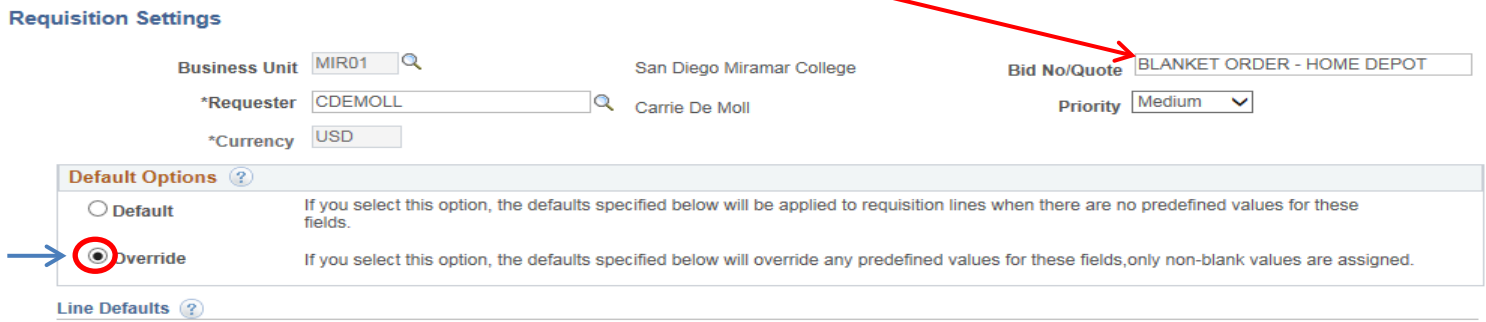 Requisition Settings
Business Unit MIR01 San Diego Miramar College Bid No/Quote BLANKET ORDER - HOME DEPOT
*Requester CDEMOLL Carrie De Moll Priority Medium
*Currency USD
Default Options ?
Default If you select this option, the defaults specified below will be applied to requisition lines when there are no predefined values for these
fields.
Override If you select this option, the defaults specified below will override any predefined values for these fields,only non-blank values are assigned.
Line Defaults ?